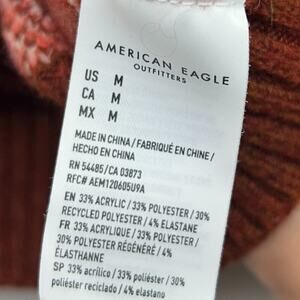 AMERICAN EAGLE
OUTFITTERS
US M
CA M
MX M
MADE IN CHINA / FABRIQUÉ EN CHINE /
HECHO EN CHINA
RN 54485/CA 03873
RFC# AEM120605U9A
EN 33% ACRYLIC / 33% POLYESTER / 30%
RECYCLED POLYESTER / 4% ELASTANE
FR 33% ACRYLIQUE / 33% POLYESTER /
30% POLYESTER RÉGÉNÉRÉ / 4%
ÉLASTHANNE
SP 33% acrílico / 33% poliéster / 30%
poliéster reciclado / 4% elastano